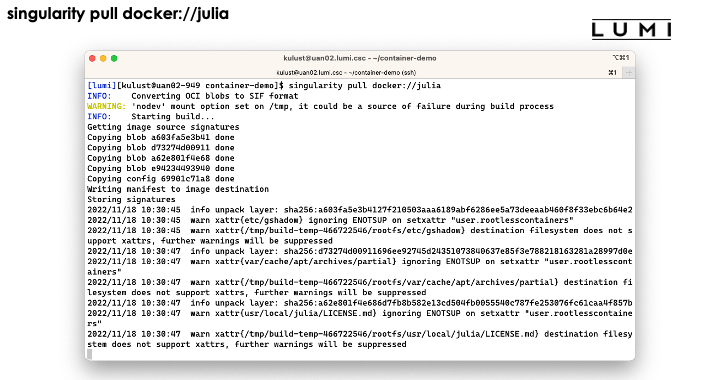 singularity pull docker://julia
LUMI
kulust@uan02.lumi.csc - ~/container-demo
⌥⌘1
kulust@uan02.lumi.csc - ~/container-demo (ssh)
⌘1
[lumi][kulust@uan02-949 container-demo]$ singularity pull docker://julia
INFO:    Converting OCI blobs to SIF format
WARNING: 'nodev' mount option set on /tmp, it could be a source of failure during build process
INFO:    Starting build...
Getting image source signatures
Copying blob a603fa5e3b41 done
Copying blob d73274d00911 done
Copying blob a62e801f4e68 done
Copying blob e94234493940 done
Copying config 69901c71a8 done
Writing manifest to image destination
Storing signatures
2022/11/18 10:30:45  info unpack layer: sha256:a603fa5e3b4127f210503aaa6189abf6286ee5a73deeaab460f8f33ebc6b64e2
2022/11/18 10:30:45  warn xattr{etc/gshadow} ignoring ENOTSUP on setxattr "user.rootlesscontainers"
2022/11/18 10:30:45  warn xattr{/tmp/build-temp-466722546/rootfs/etc/gshadow} destination filesystem does not s
upport xattrs, further warnings will be suppressed
2022/11/18 10:30:47  info unpack layer: sha256:d73274d00911696ee92745d24351073840637e85f3e788218163281a28997d0e
2022/11/18 10:30:47  warn xattr{var/cache/apt/archives/partial} ignoring ENOTSUP on setxattr "user.rootlesscont
ainers"
2022/11/18 10:30:47  warn xattr{/tmp/build-temp-466722546/rootfs/var/cache/apt/archives/partial} destination fi
lesystem does not support xattrs, further warnings will be suppressed
2022/11/18 10:30:47  info unpack layer: sha256:a62e801f4e686d7fb8b582e13cd504fb0055540c787fe253076fc61caa4f857b
2022/11/18 10:30:47  warn xattr{usr/local/julia/LICENSE.md} ignoring ENOTSUP on setxattr "user.rootlesscontaine
rs"
2022/11/18 10:30:47  warn xattr{/tmp/build-temp-466722546/rootfs/usr/local/julia/LICENSE.md} destination filesy
stem does not support xattrs, further warnings will be suppressed